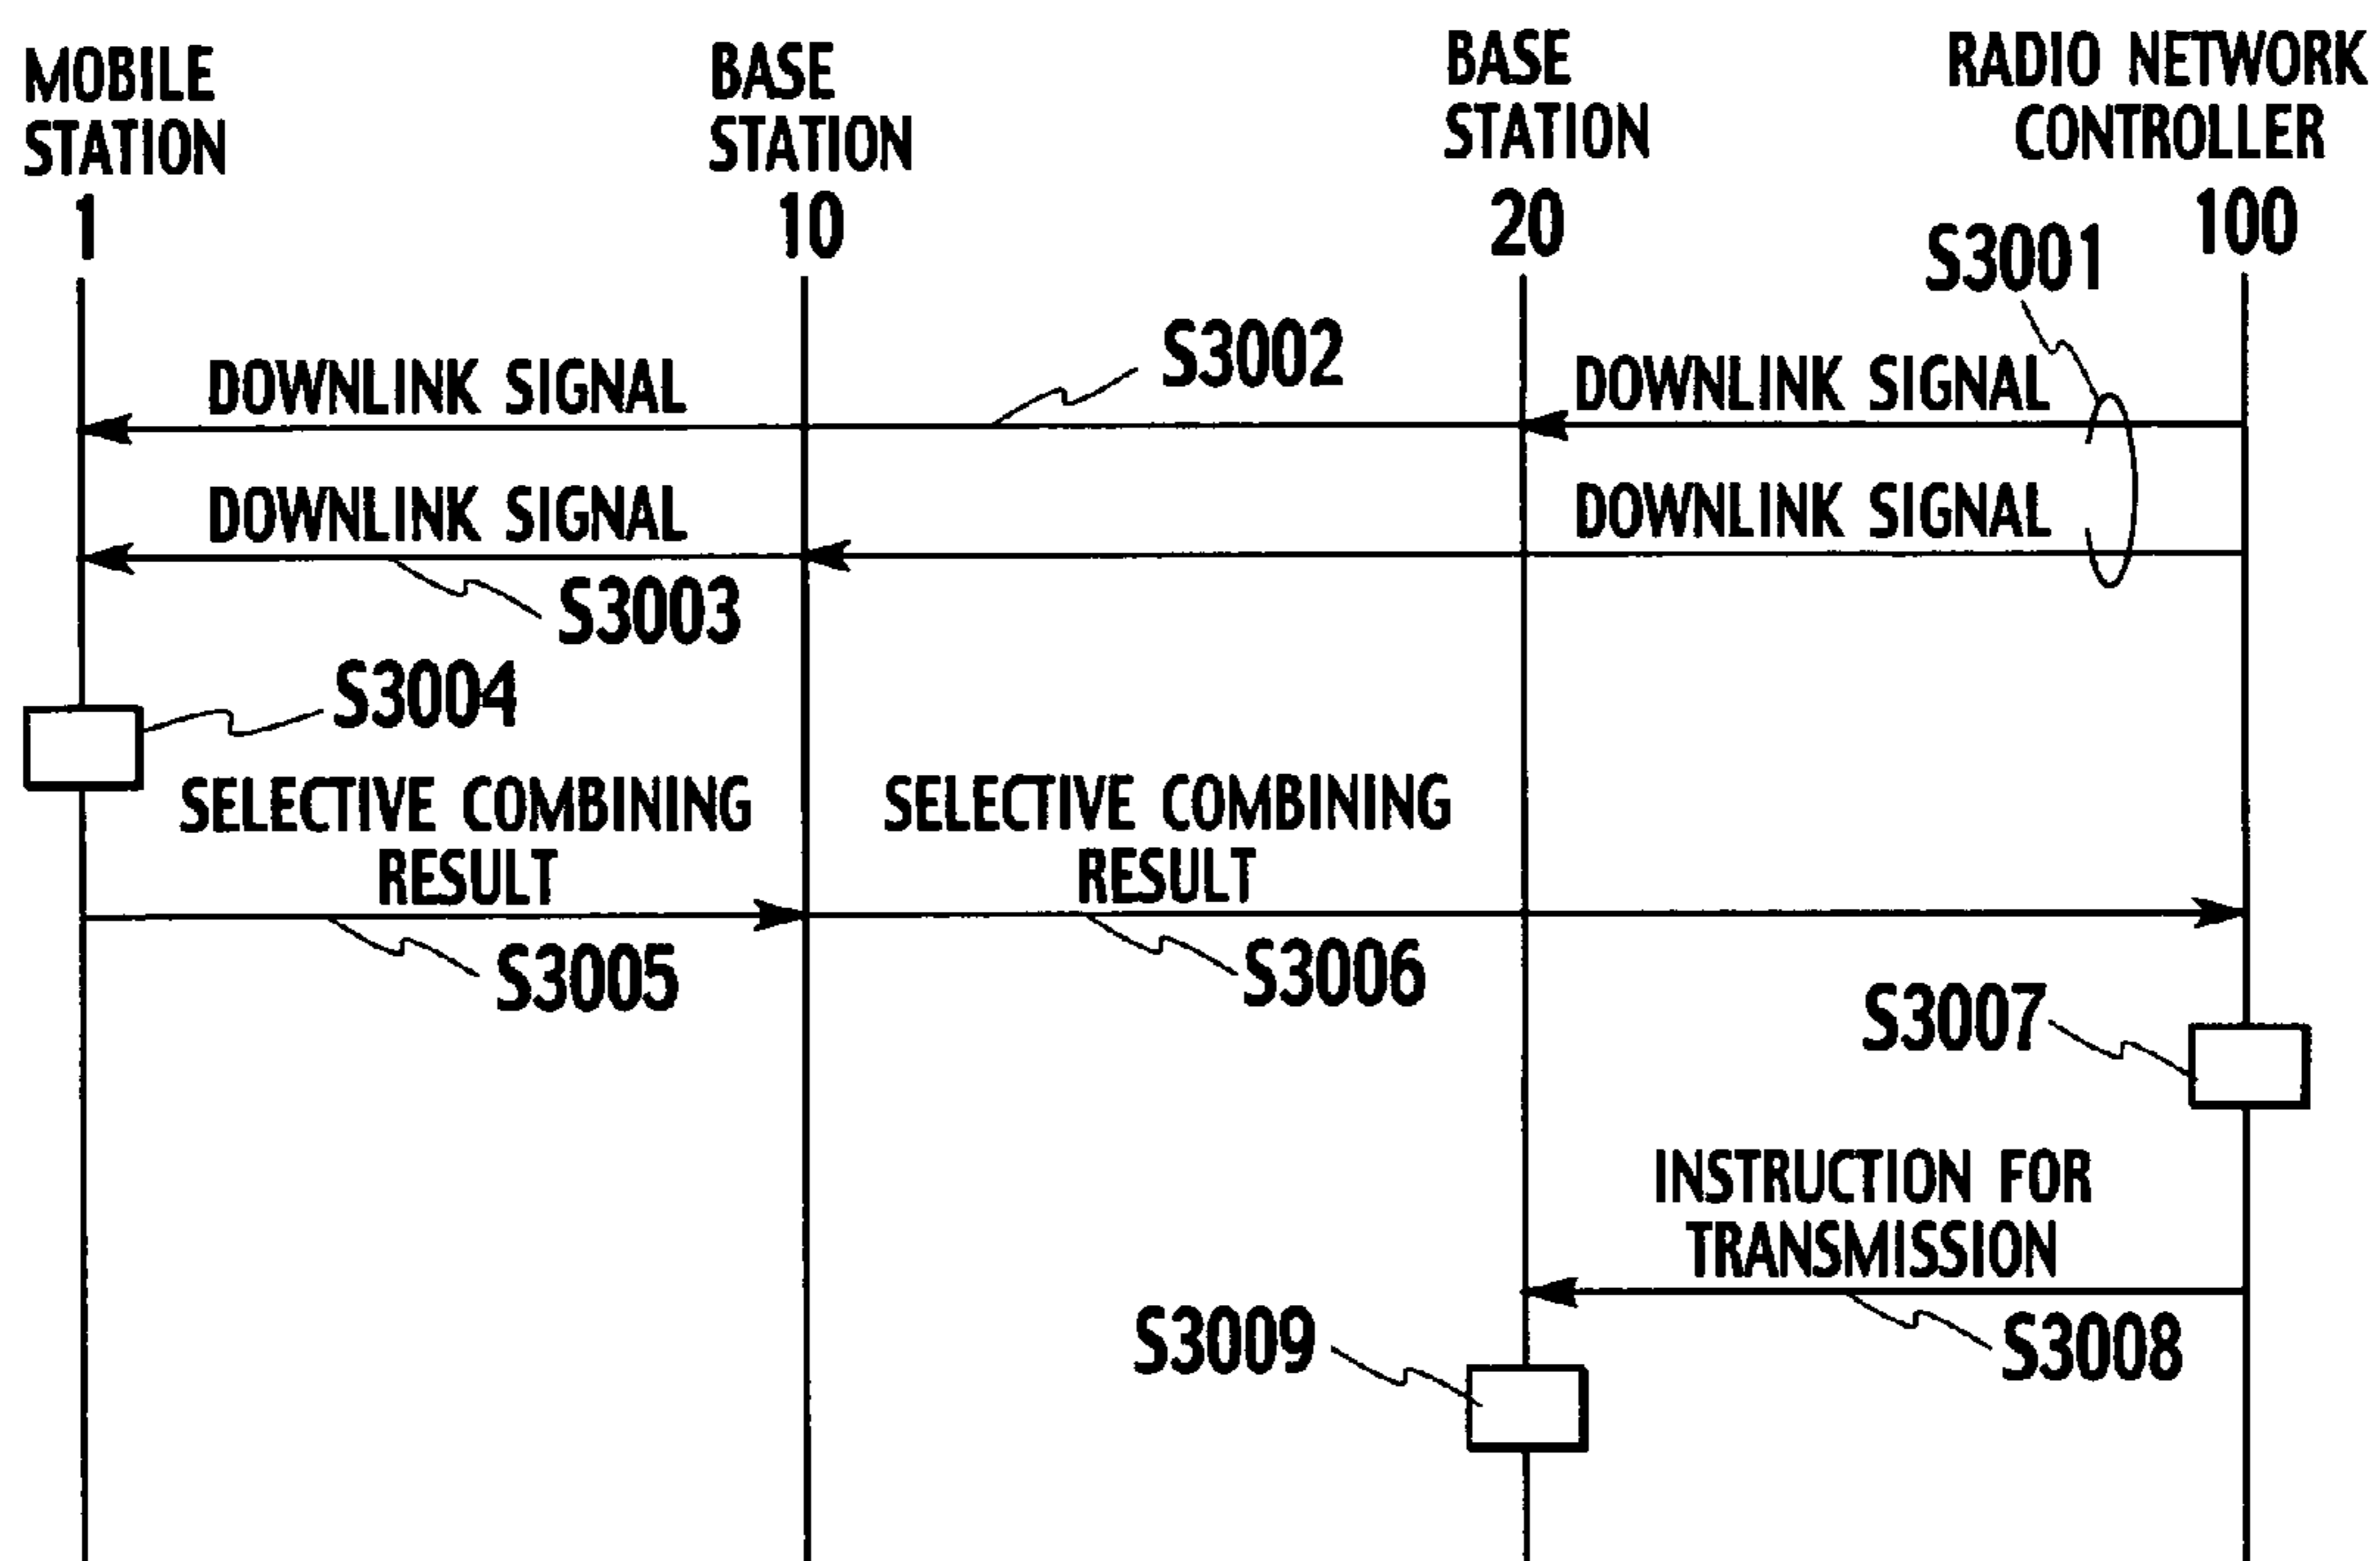 MOBILE
STATION
1
BASE
STATION
10
BASE
STATION
20
RADIO NETWORK
CONTROLLER
100
S3001
S3002
DOWNLINK SIGNAL
DOWNLINK SIGNAL
DOWNLINK SIGNAL
DOWNLINK SIGNAL
S3003
S3004
SELECTIVE COMBINING
RESULT
SELECTIVE COMBINING
RESULT
S3005
S3006
S3007
INSTRUCTION FOR
TRANSMISSION
S3008
S3009